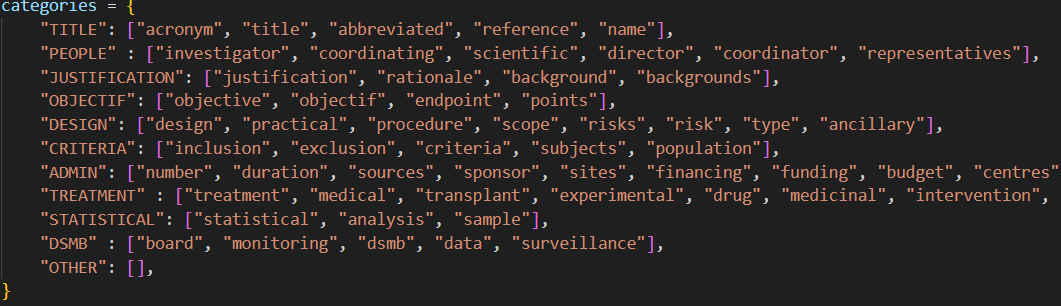 categories = {
"TITLE": ["acronym", "title", "abbreviated", "reference", "name"],
"PEOPLE" : ["investigator", "coordinating", "scientific", "director", "coordinator", "representatives"],
"JUSTIFICATION": ["justification", "rationale", "background", "backgrounds"],
"OBJECTIF": ["objective", "objectif", "endpoint", "points"],
"DESIGN": ["design", "practical", "procedure", "scope", "risks", "risk", "type", "ancillary"],
"CRITERIA": ["inclusion", "exclusion", "criteria", "subjects", "population"],
"ADMIN": ["number", "duration", "sources", "sponsor", "sites", "financing", "funding", "budget", "centres"
"TREATMENT" : ["treatment", "medical", "transplant", "experimental", "drug", "medicinal", "intervention",
"STATISTICAL": ["statistical", "analysis", "sample"],
"DSMB" : ["board", "monitoring", "dsmb", "data", "surveillance"],
"OTHER": [],
}